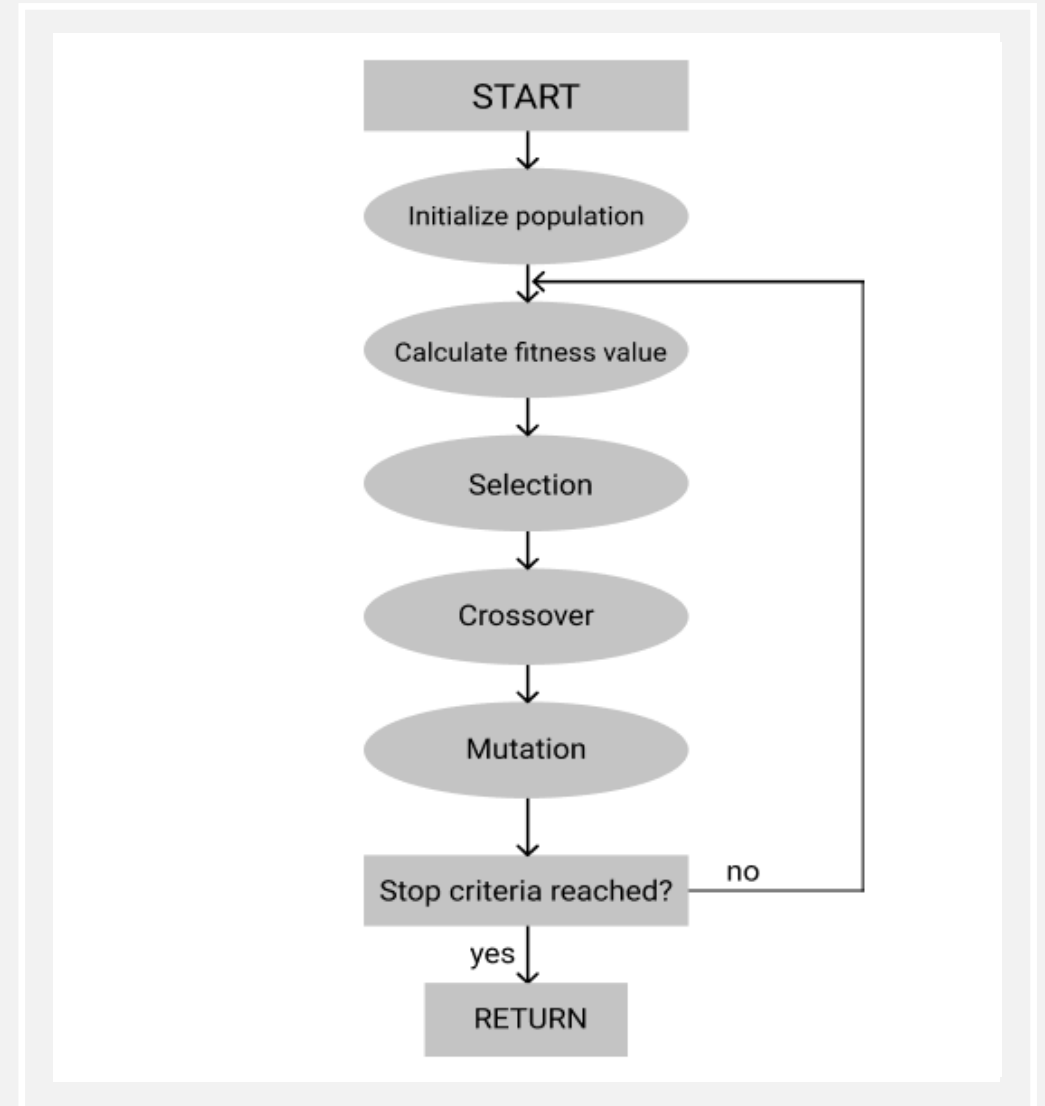 START
Initialize population
Calculate fitness value
Selection
Crossover
Mutation
Stop criteria reached?
no
yes
RETURN